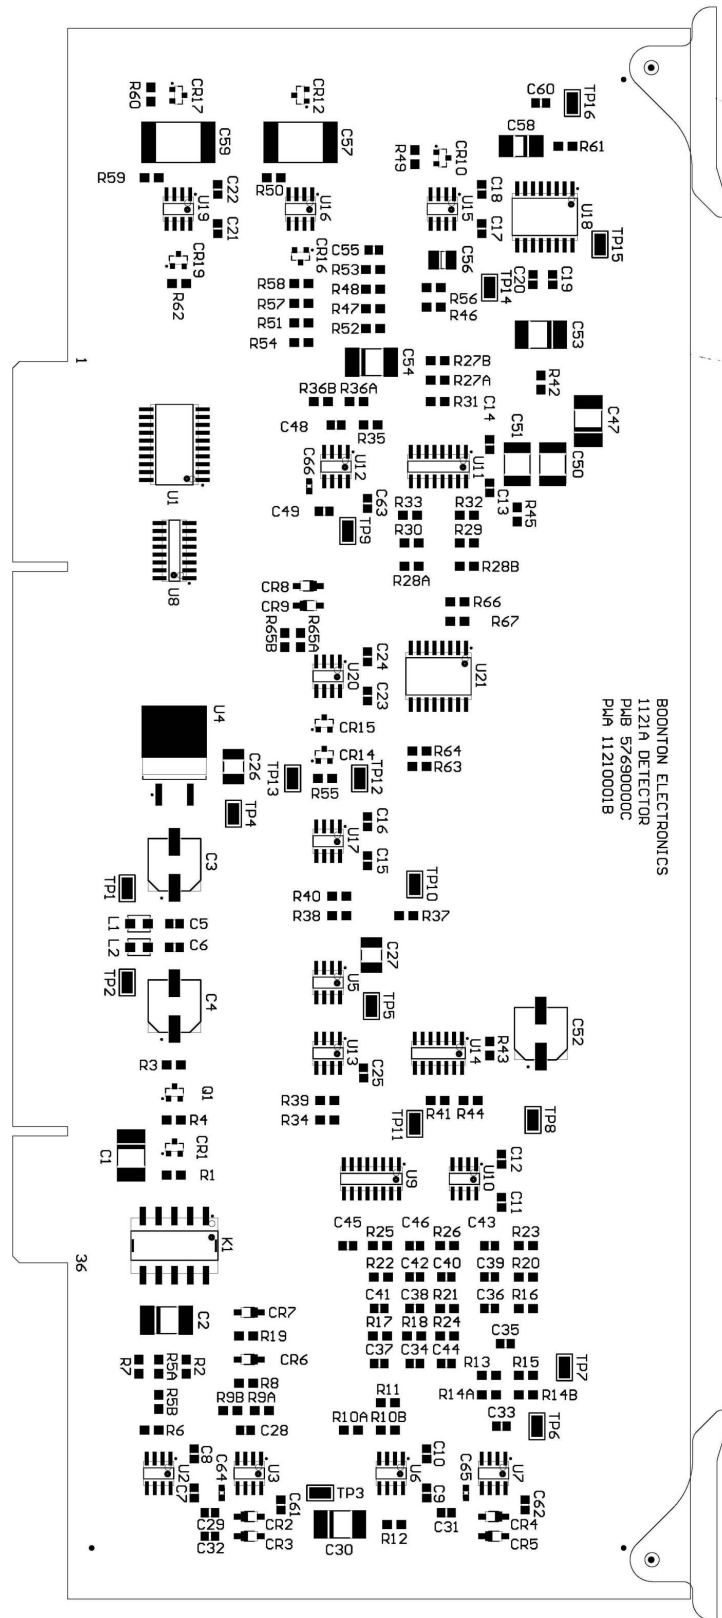 R60
CR17
CR12
C60
TP16
C59
C57
R49
CR10
C58
R61
R59
U19
C22
R50
U16
U15
C18
U18
C21
C17
TP15
CR19
CR16
C55
R53
C56
R62
R58
R48
R56
TP14
C20
C19
R57
R47
R46
R51
R52
C53
R54
C54
1
R27B
R27A
R42
R36B
R36A
R31
C47
C48
R35
C14
C51
C50
U1
C66
U12
U11
C63
C13
C49
TP9
R33
R32
R45
R30
R29
U8
R28A
R28B
CR8
CR9
R66
R65B
R65A
R67
U20
C24
U21
C23
U4
CR15
BOONTON ELECTRONICS
1121A DETECTOR
PWB 57690000C
PWA 11210001B
C26
CR14
R64
TP13
R55
TP12
R63
TP4
C16
U17
C3
C15
TP1
TP10
R40
L1
C5
R38
R37
L2
C6
C27
TP2
U5
C4
TP5
C52
U13
U14
R43
R3
C25
Q1
R39
R41
R44
R4
R34
TP11
TP8
C1
CR1
R1
U9
U10
C12
C11
K1
36
C45
R25
C46
R26
C43
R23
R22
C42
C40
C39
R20
C41
C38
R21
C36
R16
C2
CR7
R17
R18
R24
R19
C35
R7
R5A
R2
CR6
C37
C34
C44
R13
R15
TP7
R8
R5B
R9B
R9A
R11
R14A
R14B
R6
C28
R10A
R10B
C33
TP6
U2
C8
U3
U6
C10
U7
C7
C64
TP3
C9
C65
C29
CR2
C61
C31
CR4
C62
C32
CR3
C30
R12
CR5